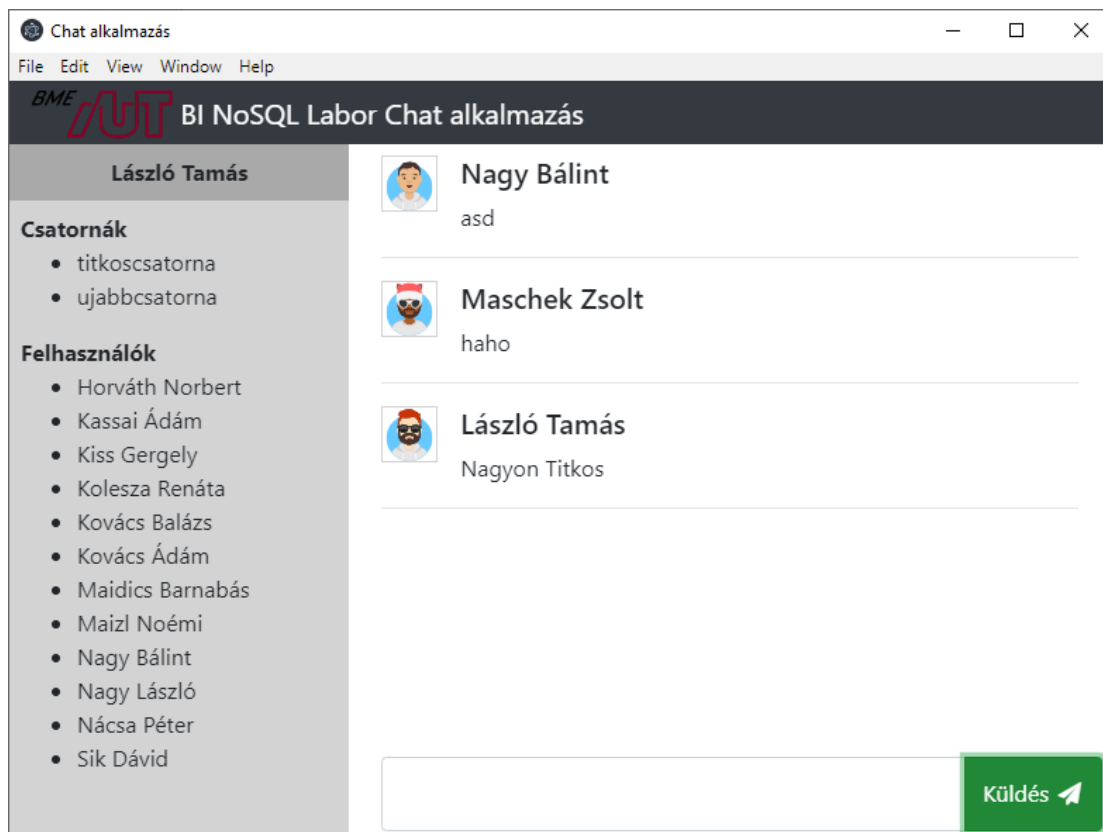 Chat alkalmazás
File Edit View Window Help
BME /UT BI NoSQL Labor Chat alkalmazás
László Tamás
Csatornák
titkoscsatorna
ujabbcsatorna
Felhasználók
Horváth Norbert
Kassai Ádám
Kiss Gergely
Kolesza Renáta
Kovács Balázs
Kovács Ádám
Maidics Barnabás
Maizl Noémi
Nagy Bálint
Nagy László
Nácsa Péter
Sik Dávid
Nagy Bálint
asd
Maschek Zsolt
haho
László Tamás
Nagyon Titkos
Küldés